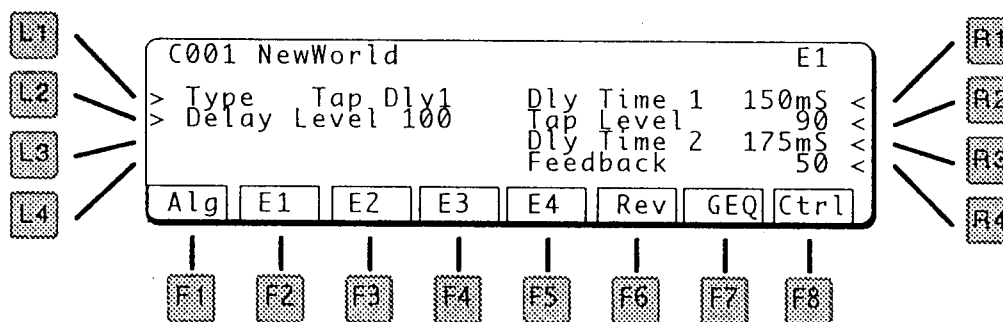 L1
L2
L3
L4
C001 NewWorld E1
> Type Tap Dly1 Dly Time 1 150mS <
> Delay Level 100 Tap Level 90 <
Dly Time 2 175mS <
Feedback 50 <
Alg E1 E2 E3 E4 Rev GEQ Ctrl
F1 F2 F3 F4 F5 F6 F7 F8
R1
R2
R3
R4